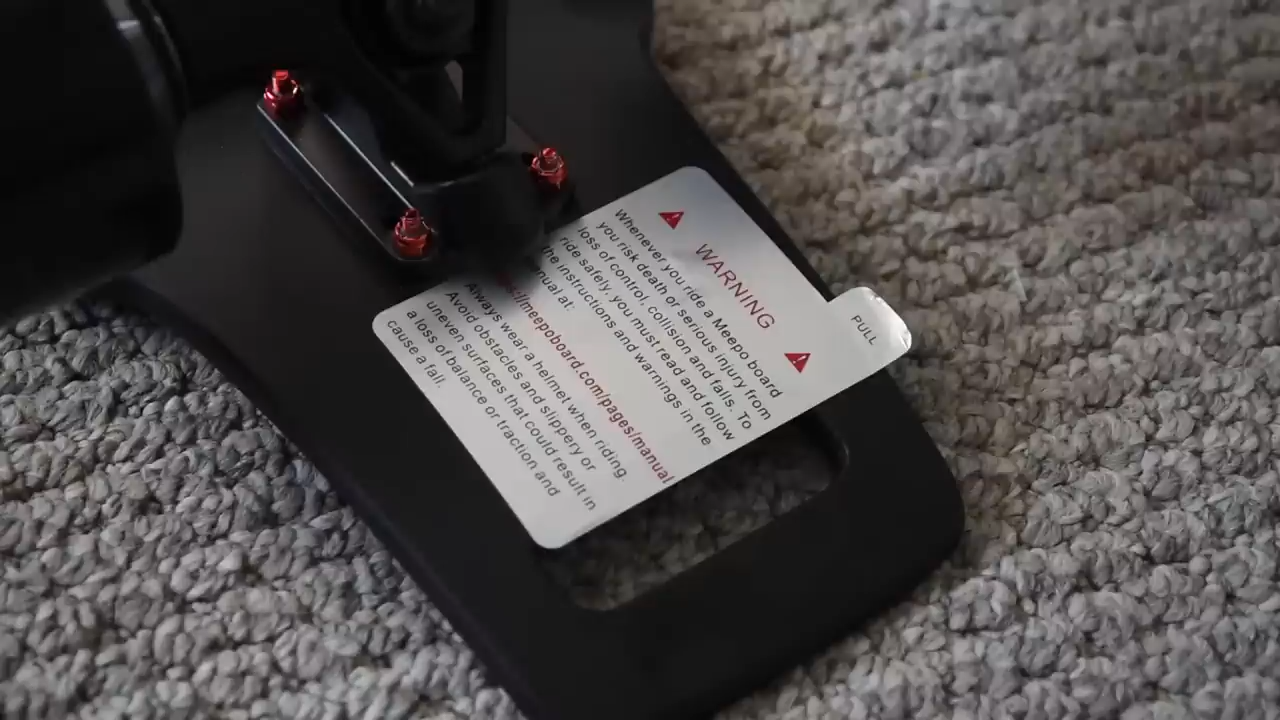 WARNING
Whenever you ride a Meepo board
you risk death or serious injury from
loss of control, collision and falls. To
ride safely, you must read and follow
the instructions and warnings in the
at:
//meepoboard.com/pages/manual
Always wear a helmet when riding.
Avoid obstacles and slippery or
uneven surfaces that could result in
a loss of balance or traction and
cause a fall.
PULL